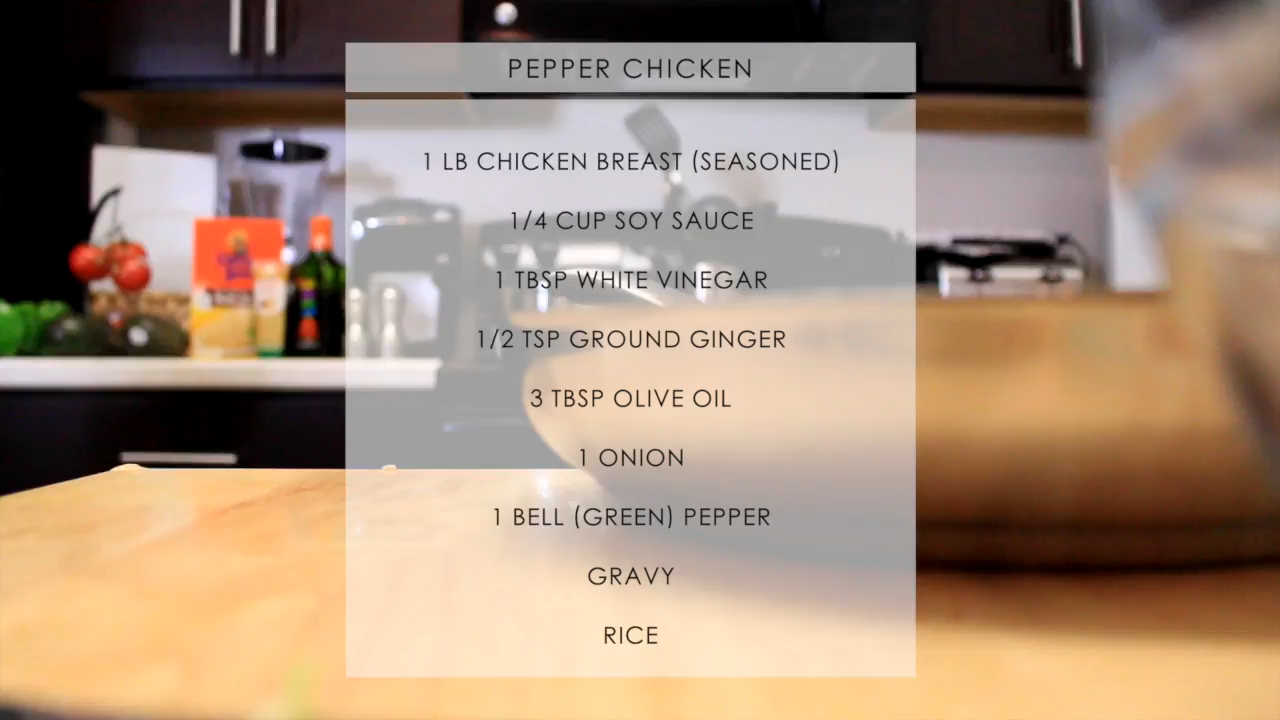 PEPPER CHICKEN
1 LB CHICKEN BREAST (SEASONED)
1/4 CUP SOY SAUCE
1 TBSP WHITE VINEGAR
1/2 TSP GROUND GINGER
3 TBSP OLIVE OIL
1 ONION
1 BELL (GREEN) PEPPER
GRAVY
RICE